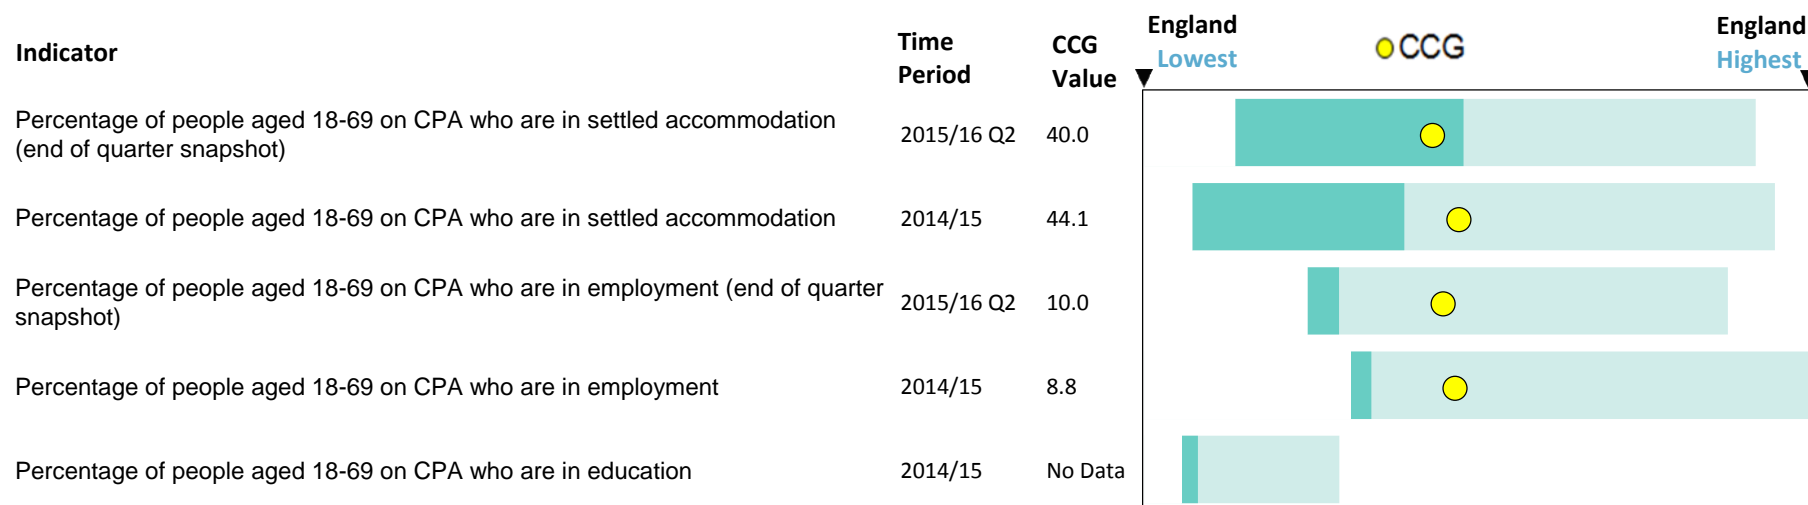 Indicator
Time
Period
CCG
Value
England
Lowest
CCG
England
Highest
Percentage of people aged 18-69 on CPA who are in settled accommodation
(end of quarter snapshot)
2015/16 Q2
40.0
Percentage of people aged 18-69 on CPA who are in settled accommodation
2014/15
44.1
Percentage of people aged 18-69 on CPA who are in employment (end of quarter
snapshot)
2015/16 Q2
10.0
Percentage of people aged 18-69 on CPA who are in employment
2014/15
8.8
Percentage of people aged 18-69 on CPA who are in education
2014/15
No Data